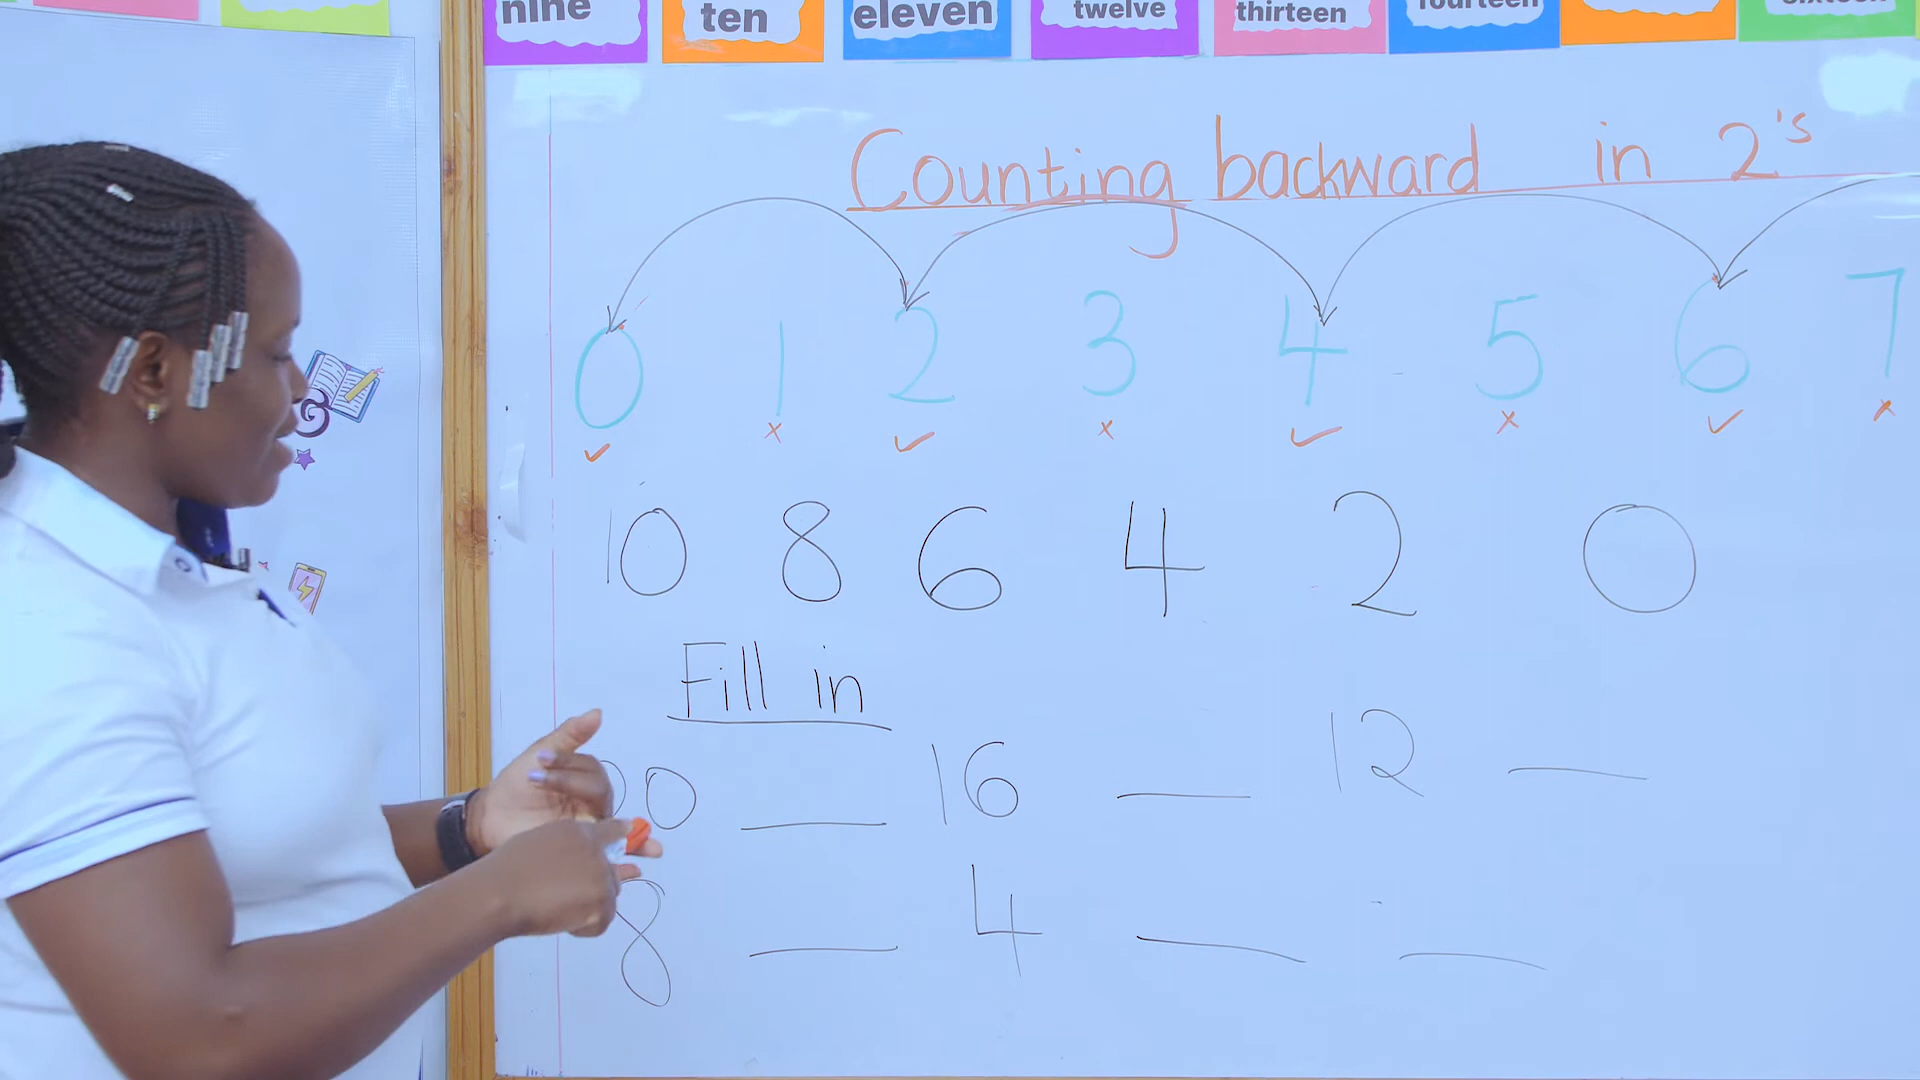 nine ten eleven twelve thirteen fourteen sixteen
Counting backward in 2's
0 1 2 3 4 5 6 7
✓ x ✓ x ✓ x ✓ x
10 8 6 4 2 0
Fill in
20 ___ 16 ___ 12 ___
8 ___ 4 ___ ___